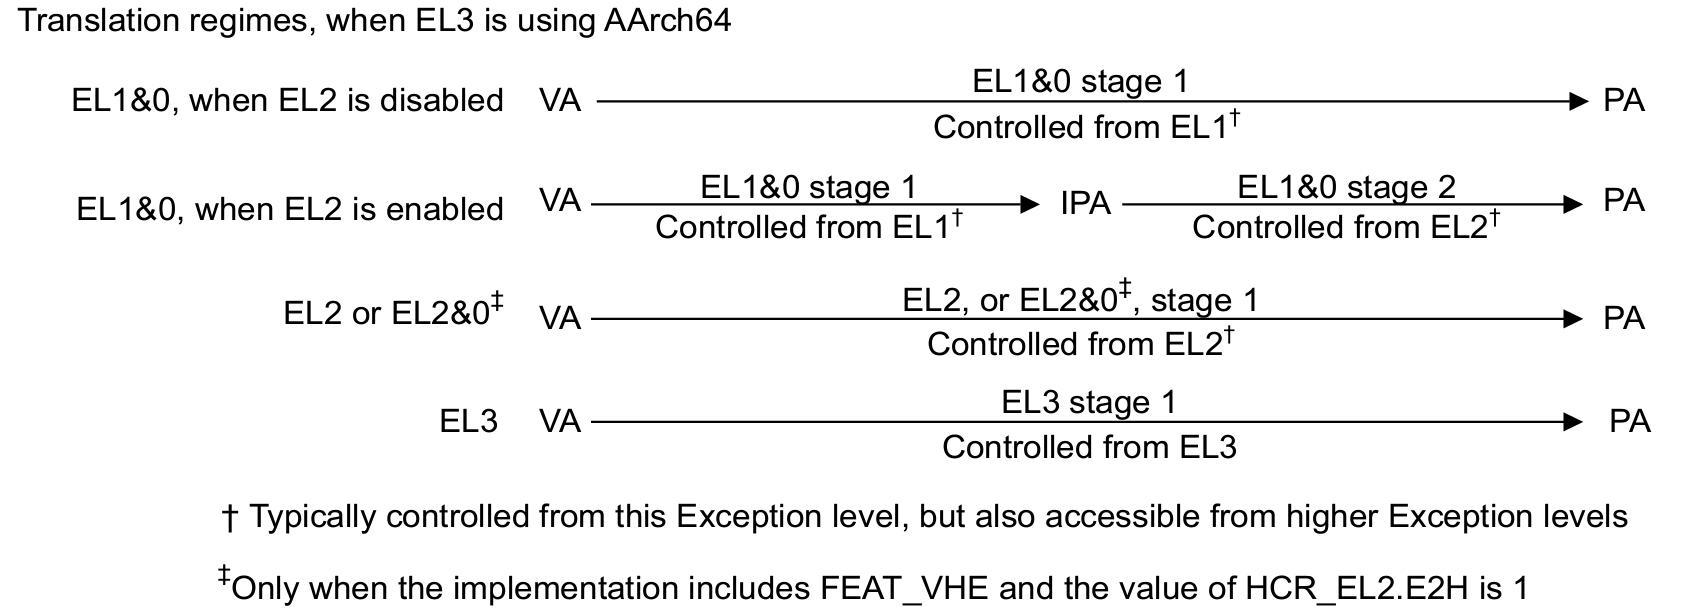 Translation regimes, when EL3 is using AArch64
EL1&0 stage 1
EL1&0, when EL2 is disabled VA PA
Controlled from EL1†
EL1&0 stage 1 EL1&0 stage 2
EL1&0, when EL2 is enabled VA IPA PA
Controlled from EL1† Controlled from EL2†
EL2, or EL2&0‡, stage 1
EL2 or EL2&0‡ VA PA
Controlled from EL2†
EL3 stage 1
EL3 VA PA
Controlled from EL3
† Typically controlled from this Exception level, but also accessible from higher Exception levels
‡Only when the implementation includes FEAT_VHE and the value of HCR_EL2.E2H is 1